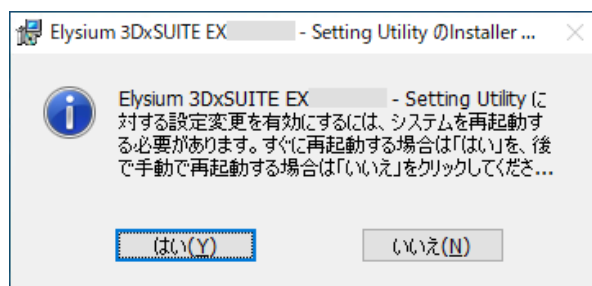 Elysium 3DxSUITE EX - Setting Utility のInstaller ...
Elysium 3DxSUITE EX - Setting Utility に
対する設定変更を有効にするには、システムを再起動す
る必要があります。すぐに再起動する場合は「はい」を、後
で手動で再起動する場合は「いいえ」をクリックしてくださ...
はい(Y)
いいえ(N)